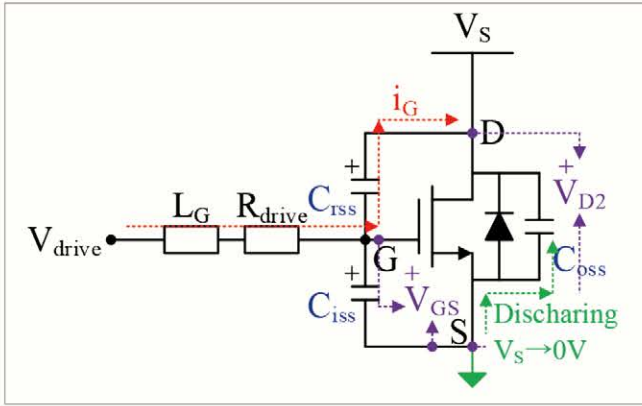 V_S
i_G
D
+
+
C_rss
L_G
R_drive
V_D2
V_drive
G
+
+
C_oss
C_iss
V_GS
S
Discharing
V_S→0V